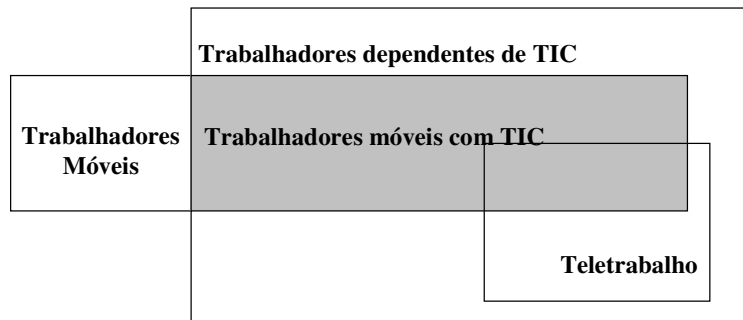 Trabalhadores dependentes de TIC
Trabalhadores
Móveis
Trabalhadores móveis com TIC
Teletrabalho